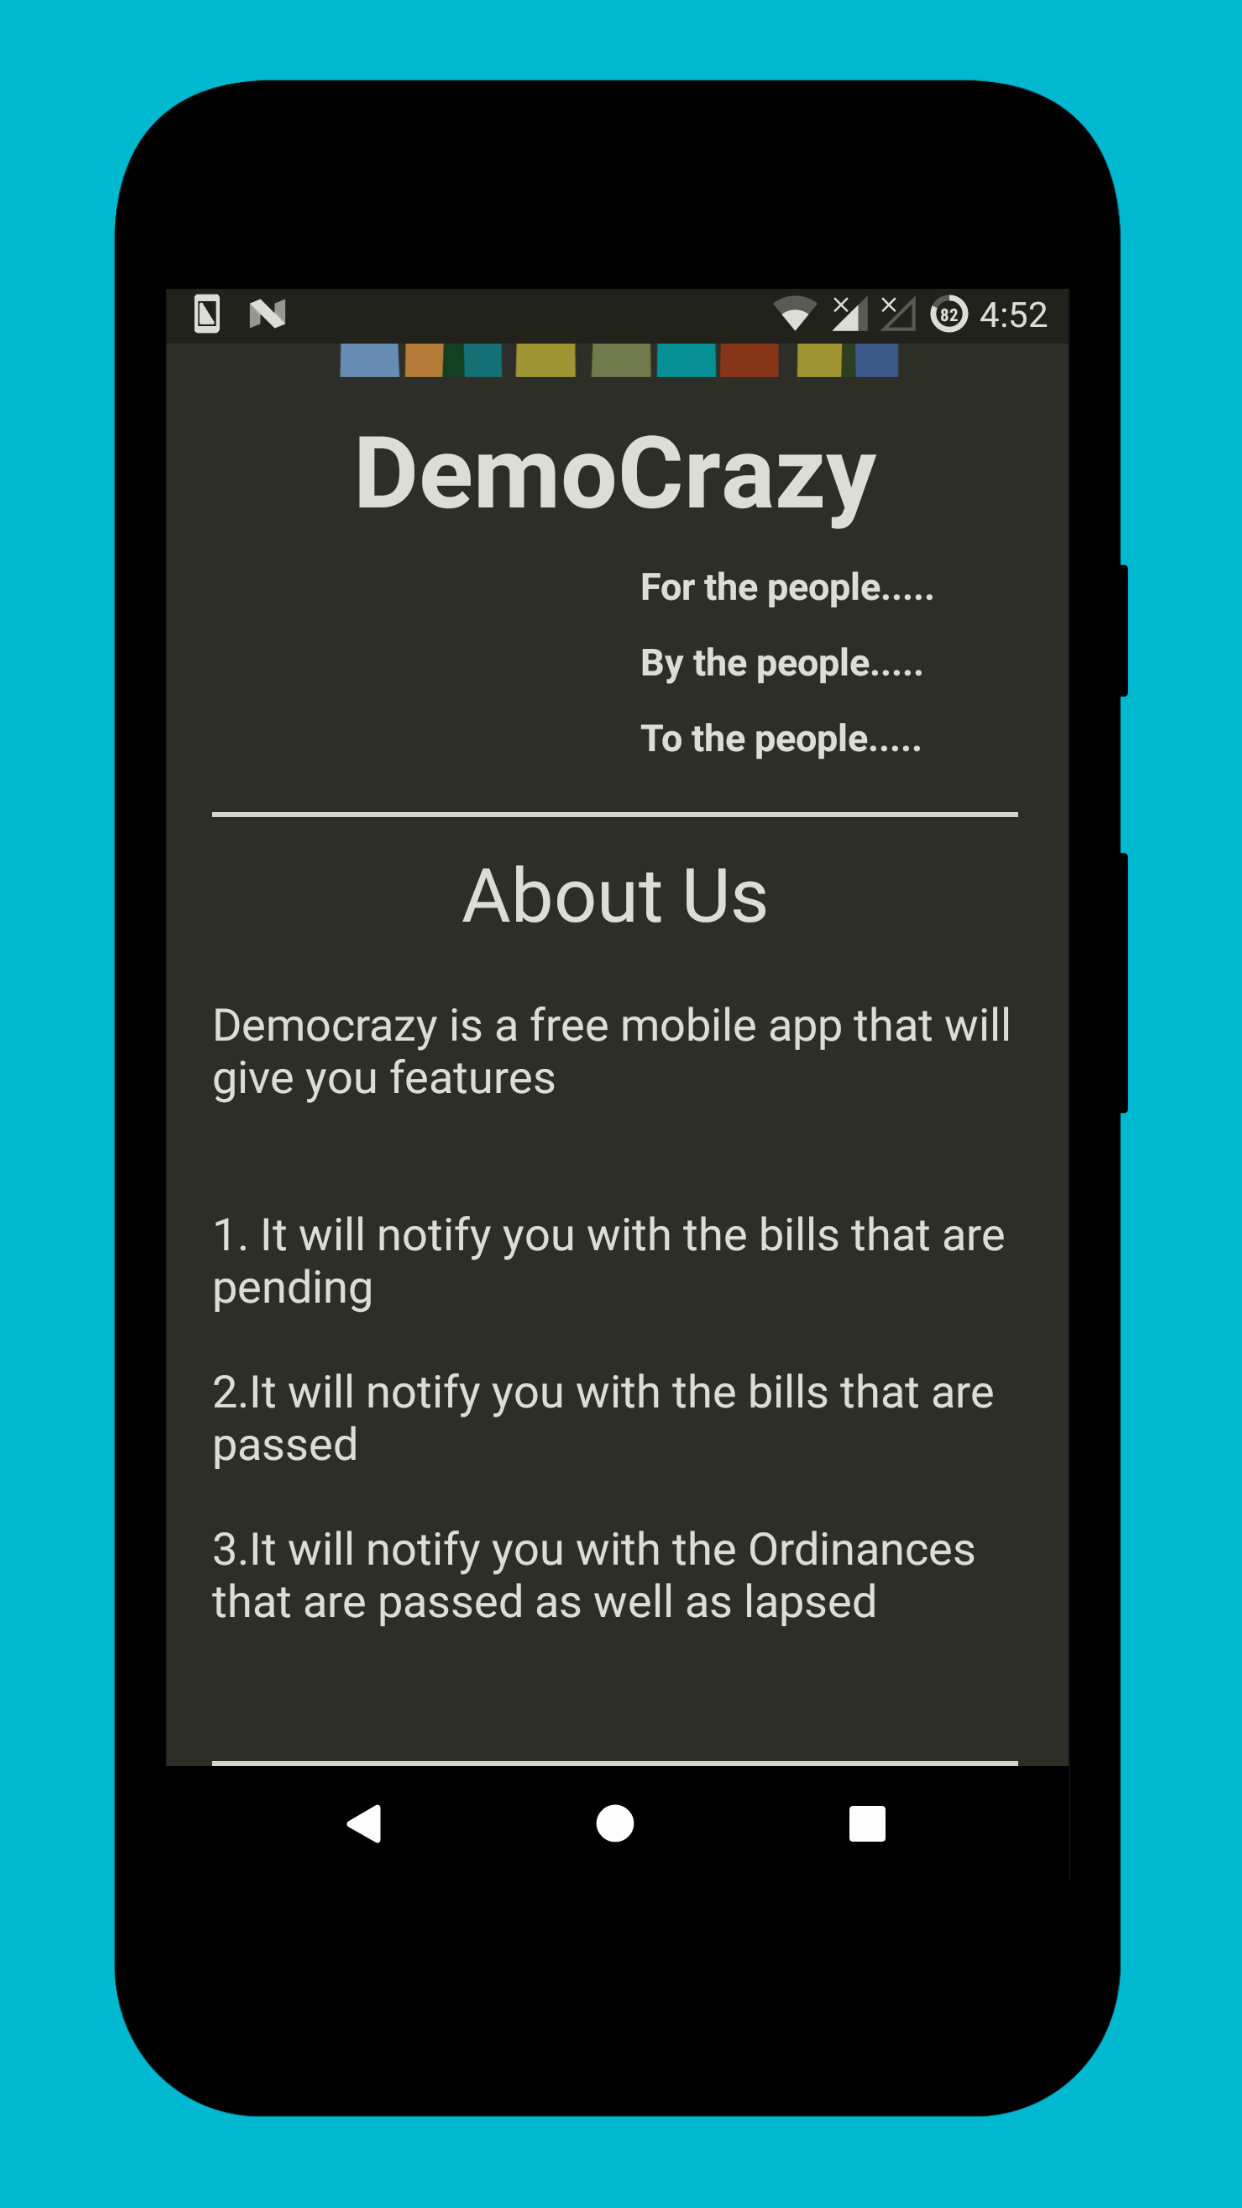 82 4:52
DemoCrazy
For the people.....
By the people.....
To the people.....
About Us
Democrazy is a free mobile app that will
give you features
1. It will notify you with the bills that are
pending
2.It will notify you with the bills that are
passed
3.It will notify you with the Ordinances
that are passed as well as lapsed